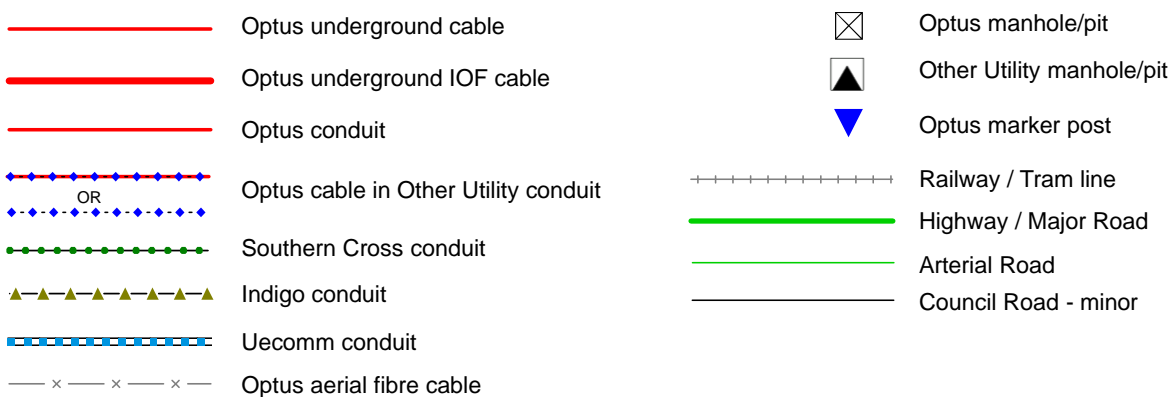 Optus underground cable
Optus underground IOF cable
Optus conduit
OR
Optus cable in Other Utility conduit
Southern Cross conduit
Indigo conduit
Uecomm conduit
Optus aerial fibre cable
Optus manhole/pit
Other Utility manhole/pit
Optus marker post
Railway / Tram line
Highway / Major Road
Arterial Road
Council Road - minor